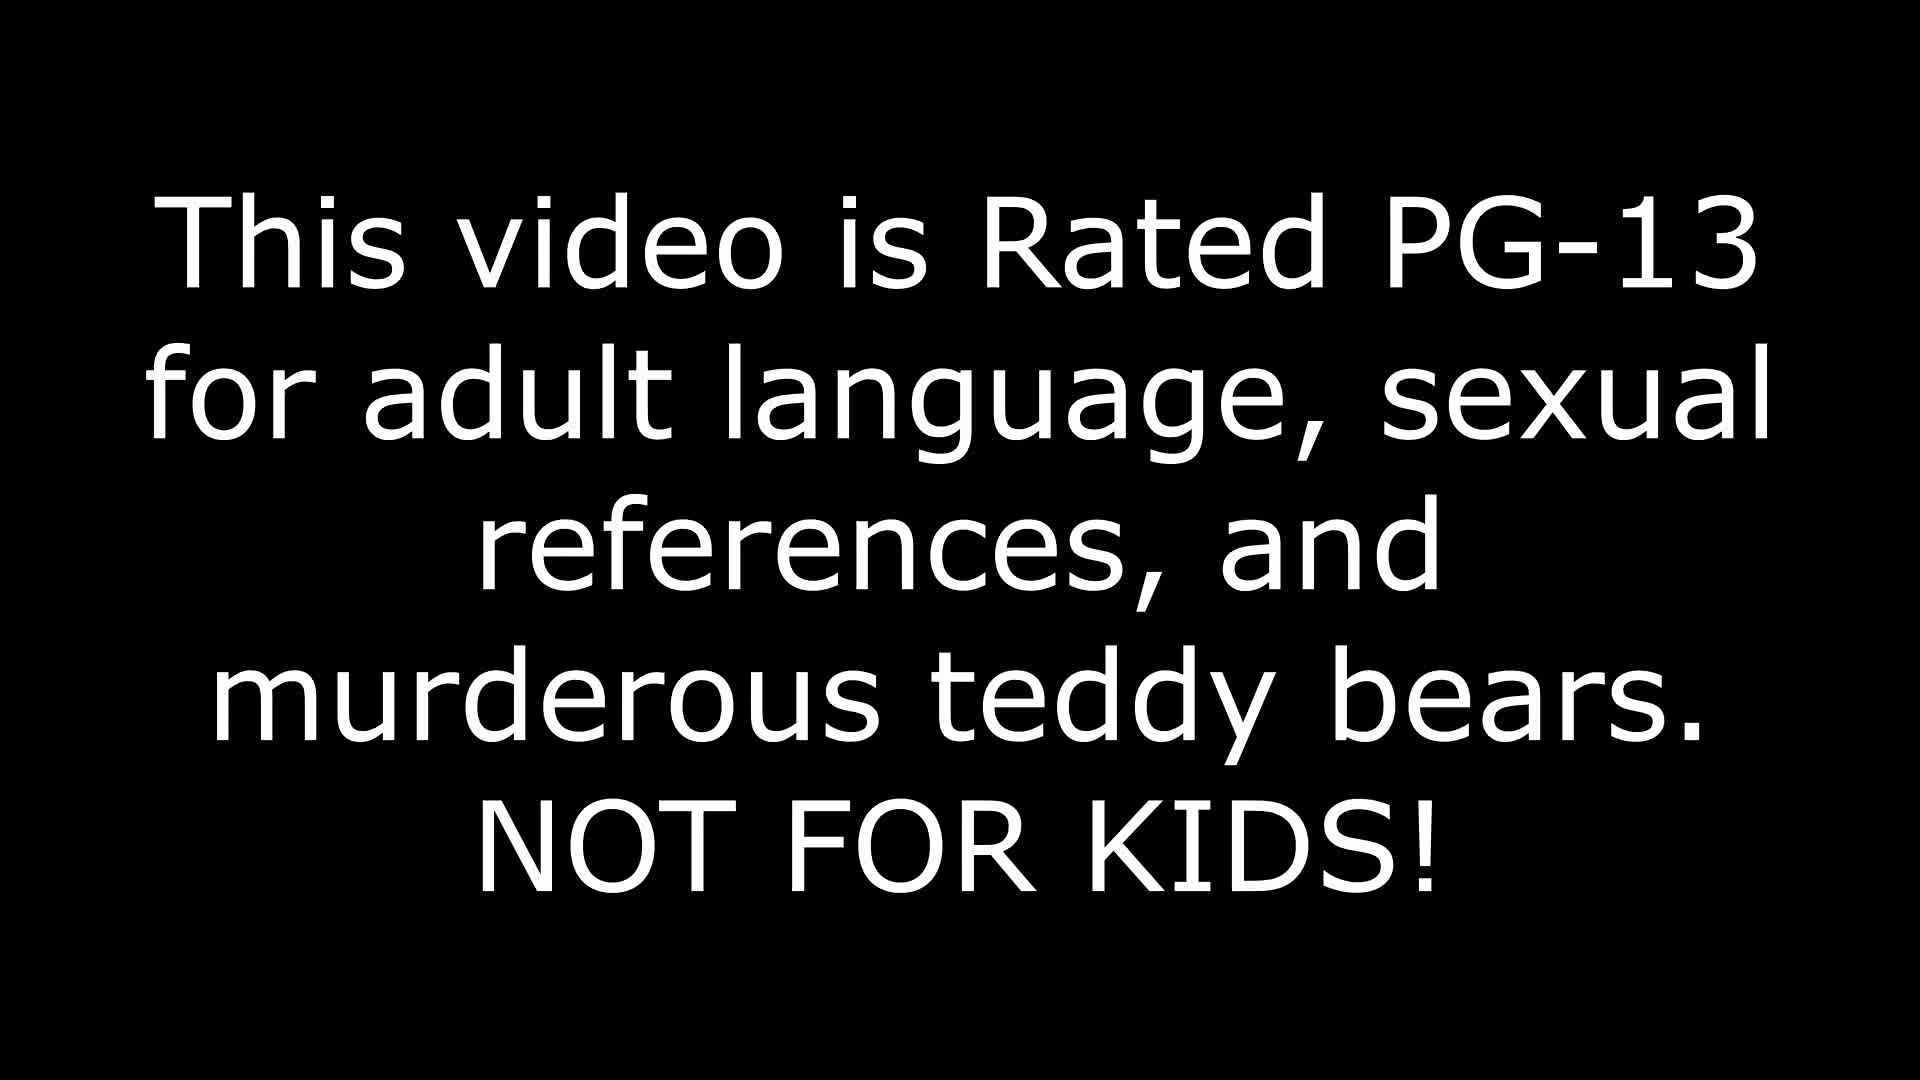 This video is Rated PG-13
for adult language, sexual
references, and
murderous teddy bears.
NOT FOR KIDS!